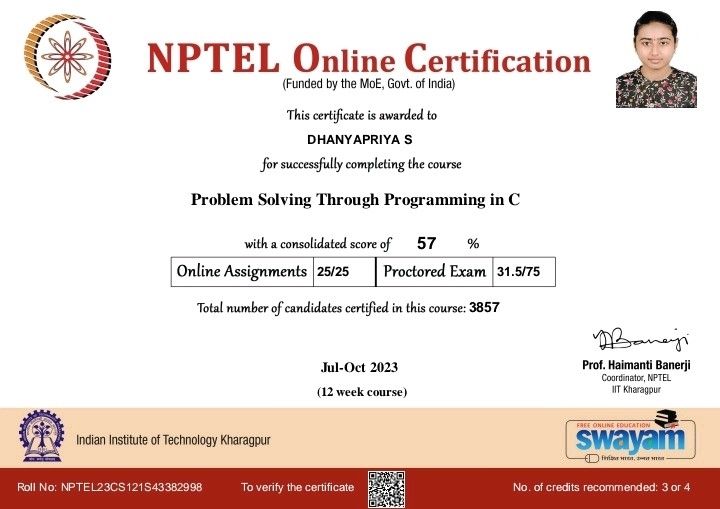 NPTEL Online Certification
(Funded by the MoE, Govt. of India)
This certificate is awarded to
DHANYAPRIYA S
for successfully completing the course
Problem Solving Through Programming in C
with a consolidated score of 57 %
Online Assignments 25/25 Proctored Exam 31.5/75
Total number of candidates certified in this course: 3857
Jul-Oct 2023
(12 week course)
Prof. Haimanti Banerji
Coordinator, NPTEL
IIT Kharagpur
Indian Institute of Technology Kharagpur
FREE ONLINE EDUCATION
swayam
शिक्षित भारत, उन्नत भारत
Roll No: NPTEL23CS121S43382998 To verify the certificate No. of credits recommended: 3 or 4